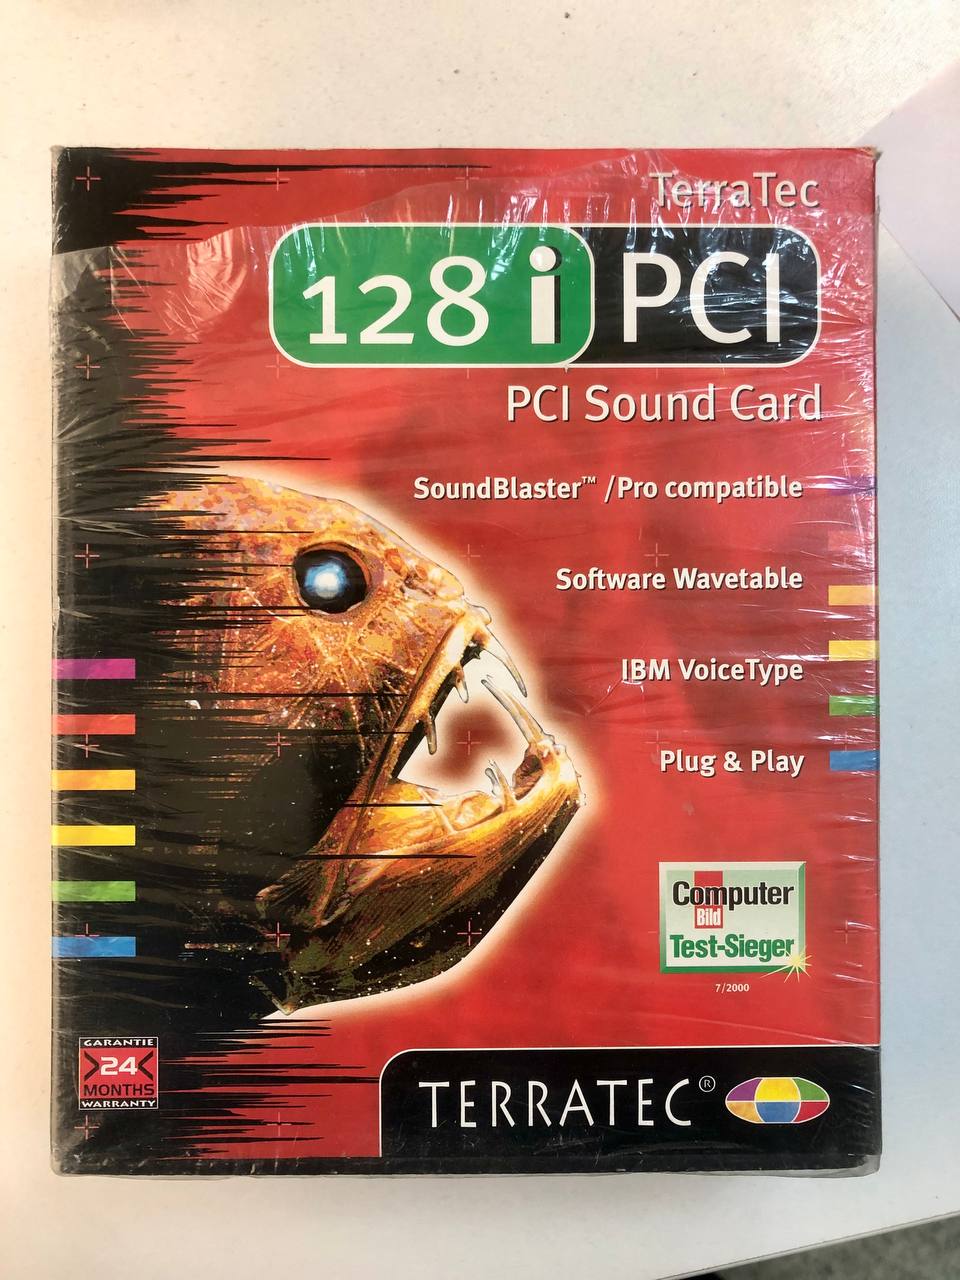 TerraTec
128 i PCI
PCI Sound Card
SoundBlaster™ /Pro compatible
Software Wavetable
IBM VoiceType
Plug & Play
Computer
Bild
Test-Sieger
7/2000
GARANTIE
24
MONTHS
WARRANTY
TERRATEC®